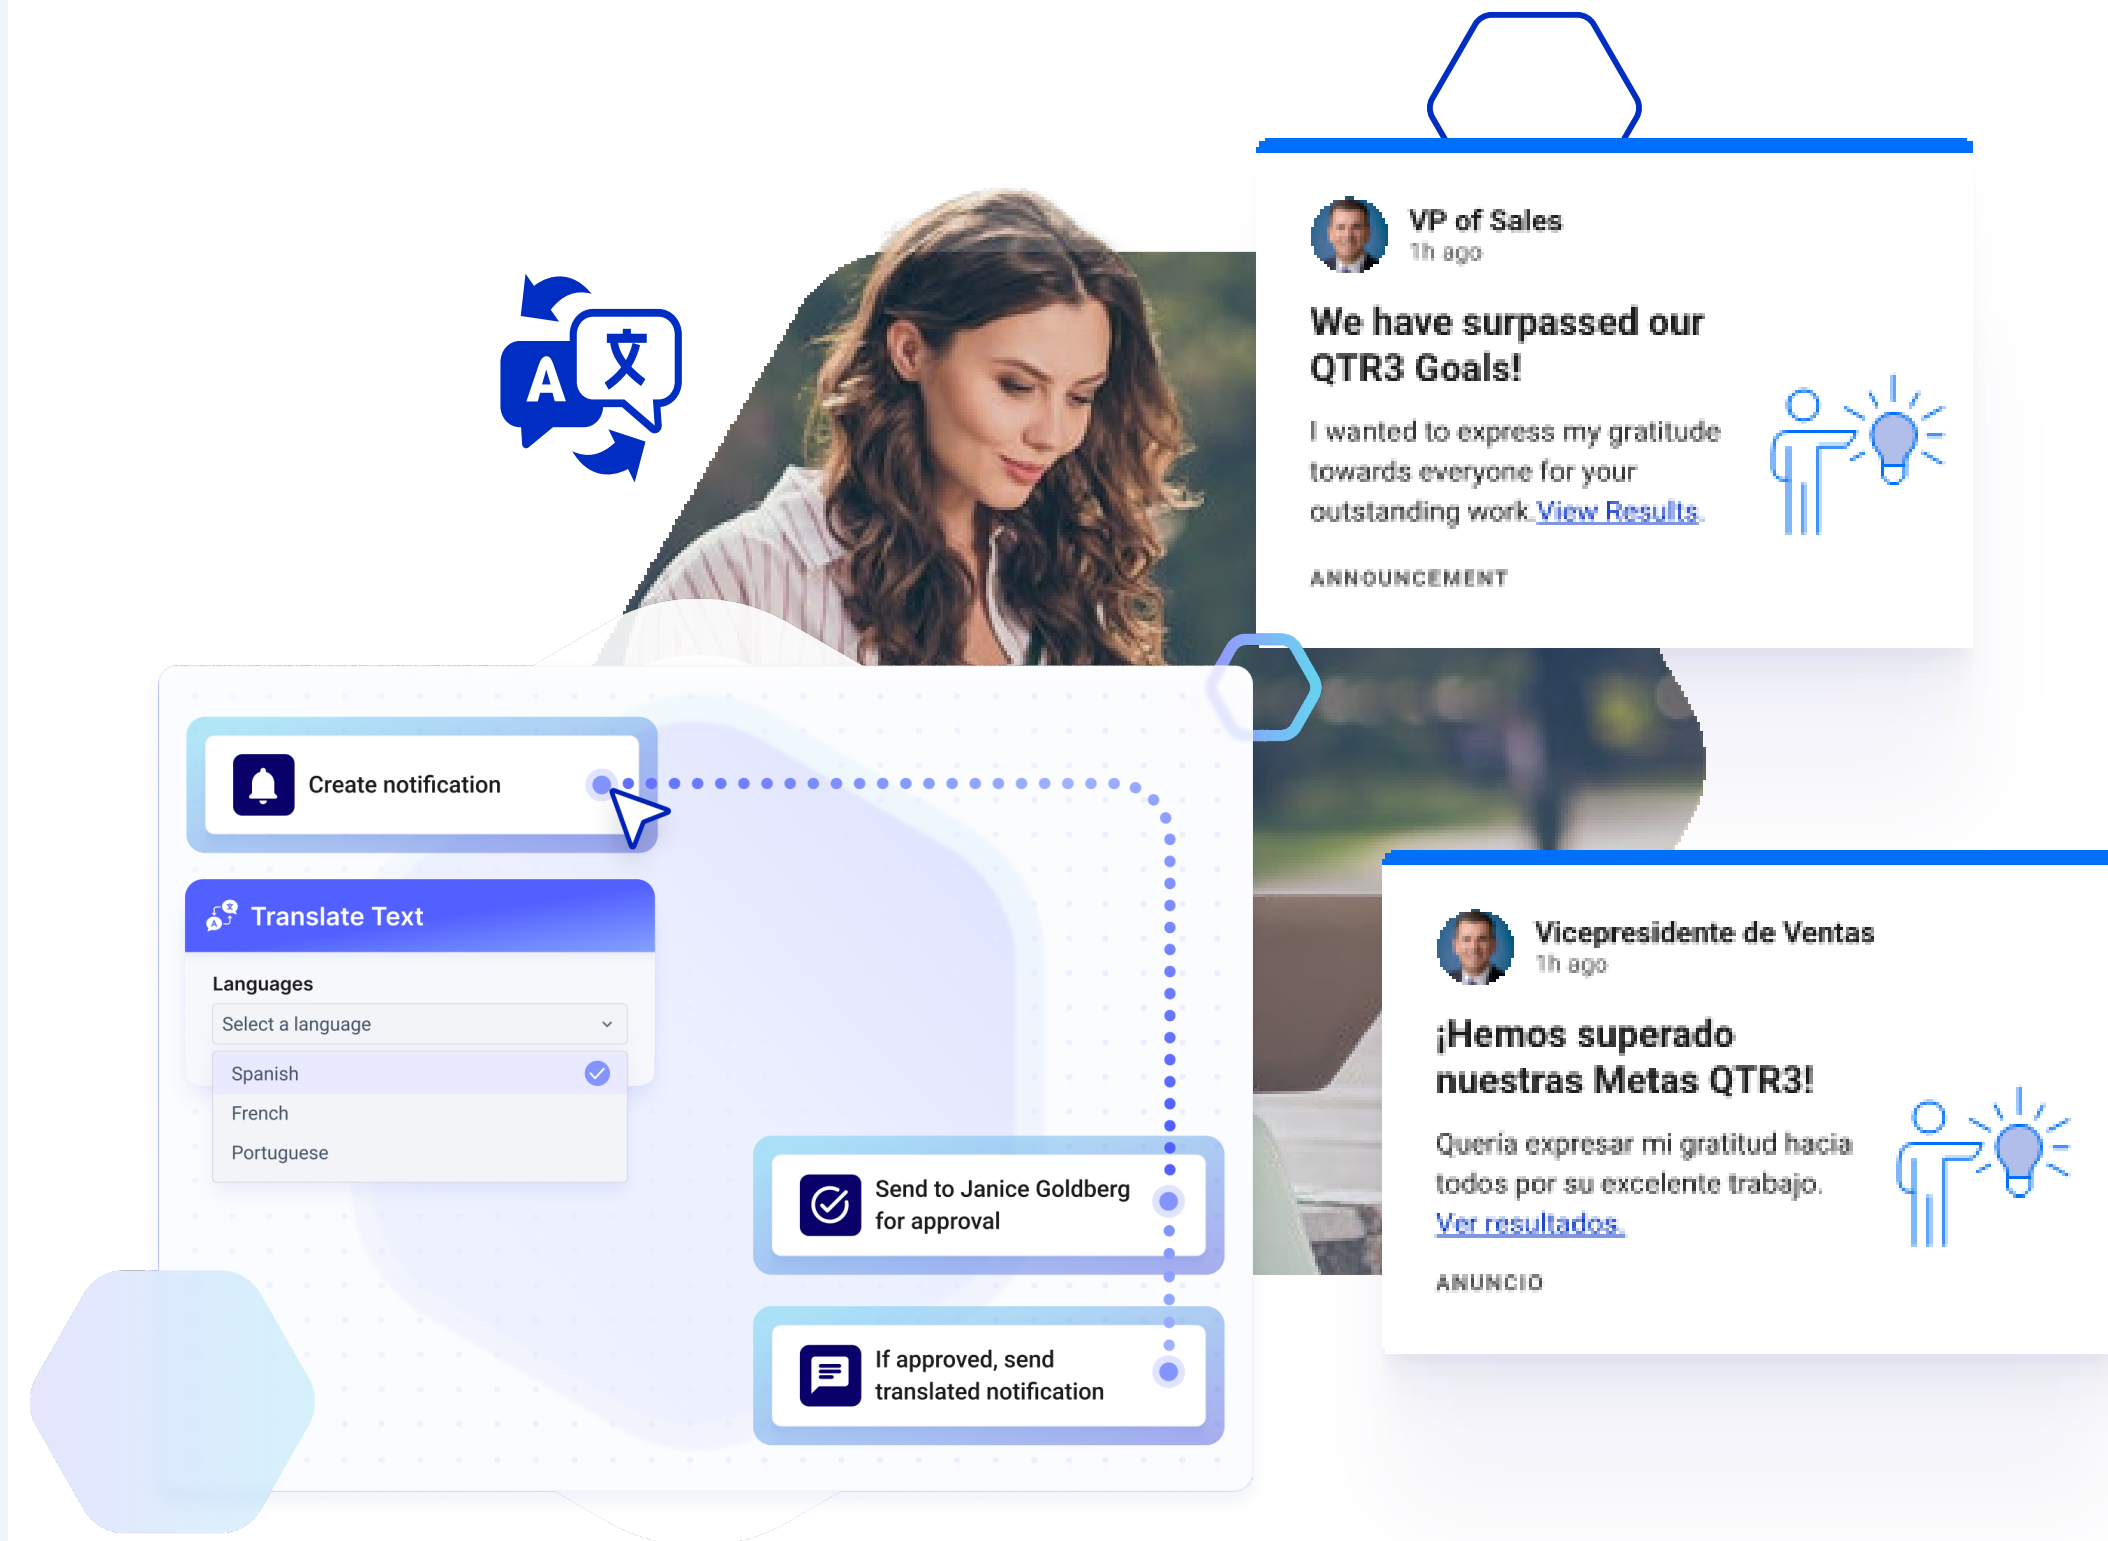 A 文
VP of Sales
1h ago
We have surpassed our
QTR3 Goals!
I wanted to express my gratitude
towards everyone for your
outstanding work.View Results.
ANNOUNCEMENT
Create notification
Translate Text
Languages
Select a language
Spanish
French
Portuguese
Send to Janice Goldberg
for approval
If approved, send
translated notification
Vicepresidente de Ventas
1h ago
¡Hemos superado
nuestras Metas QTR3!
Quería expresar mi gratitud hacia
todos por su excelente trabajo.
Ver resultados.
ANUNCIO